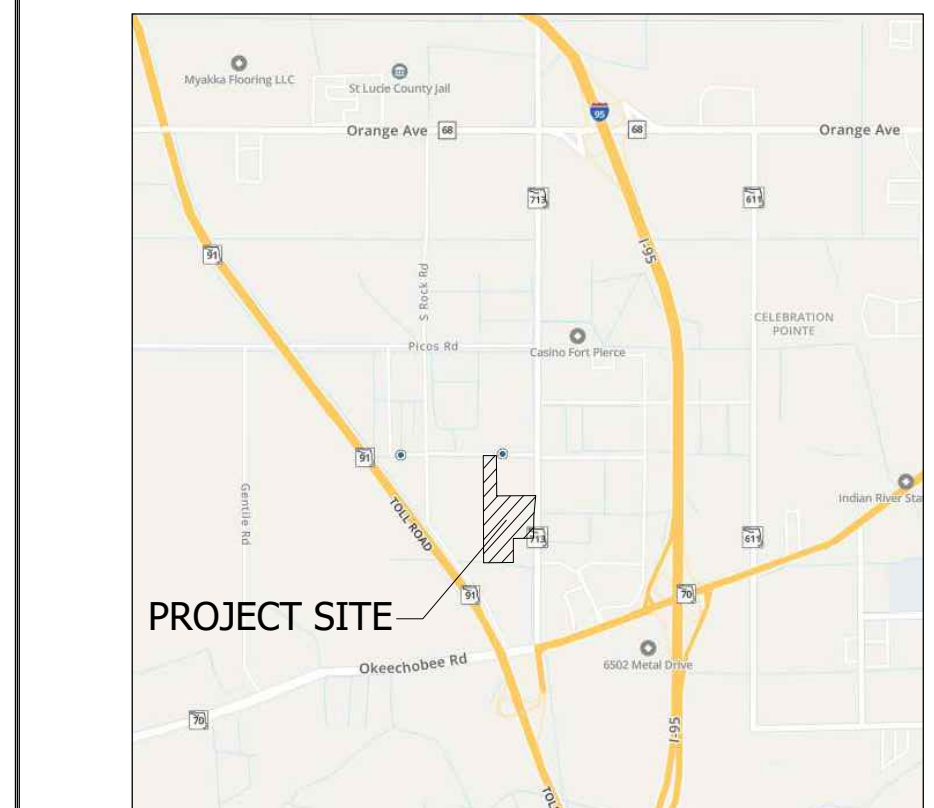 Myakka Flooring LLC
St Lucie County Jail
95
Orange Ave 68
68
Orange Ave
713
611
91
I-95
S Rock Rd
CELEBRATION
POINTE
Picos Rd
Casino Fort Pierce
91
Gentile Rd
TOLL ROAD
Indian River Sta
713
611
91
70
PROJECT SITE
Okeechobee Rd
6502 Metal Drive
70
I-95
TOL